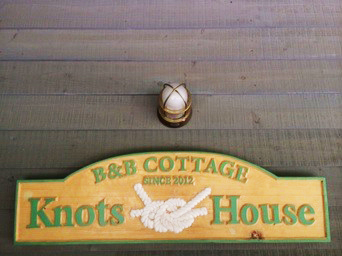 B&B COTTAGE
SINCE 2012
Knots House